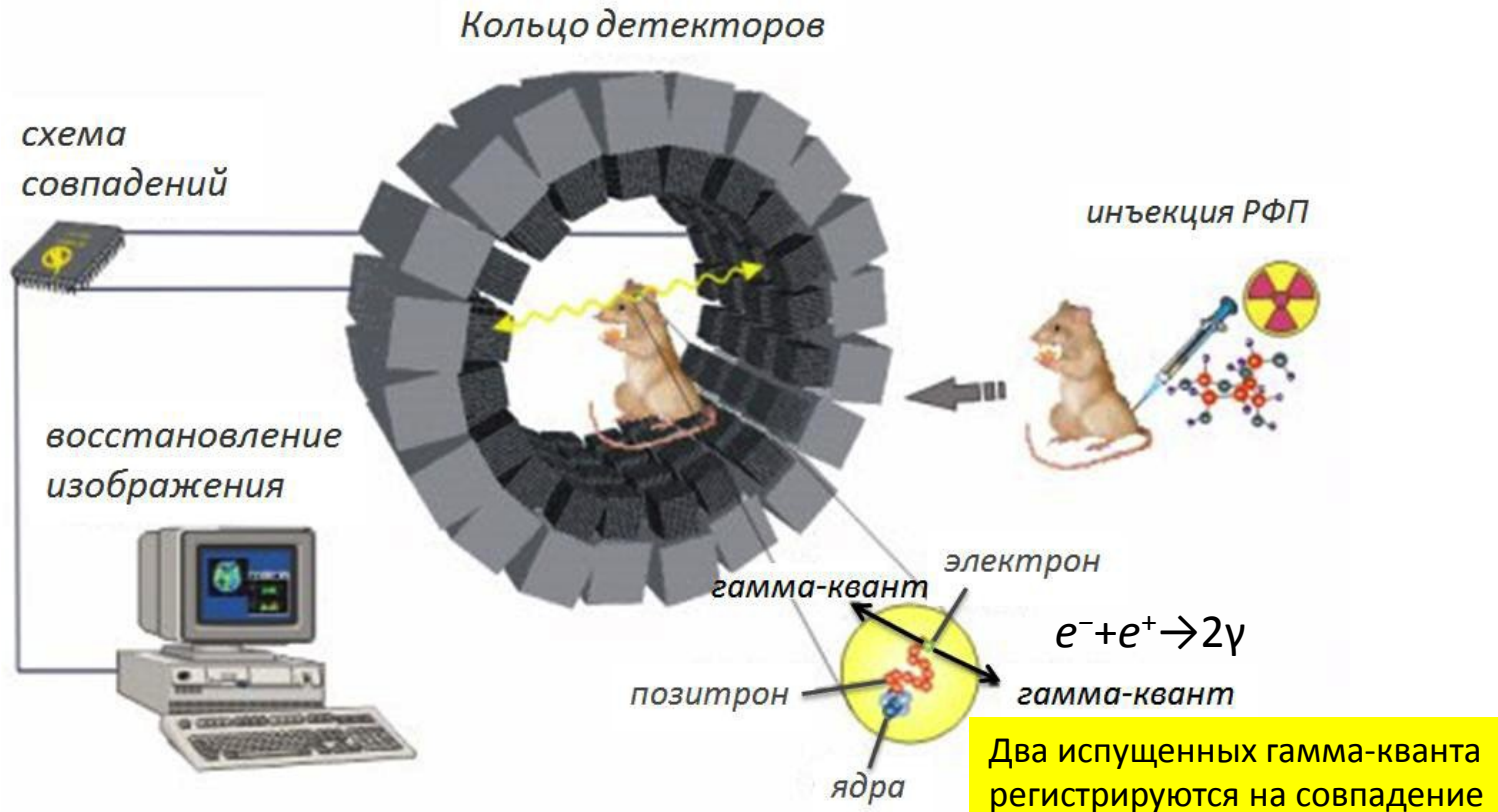 Кольцо детекторов
схема
совпадений
инъекция РФП
восстановление
изображения
электрон
гамма-квант
e⁻+e⁺→2γ
позитрон
гамма-квант
ядра
Два испущенных гамма-кванта
регистрируются на совпадение